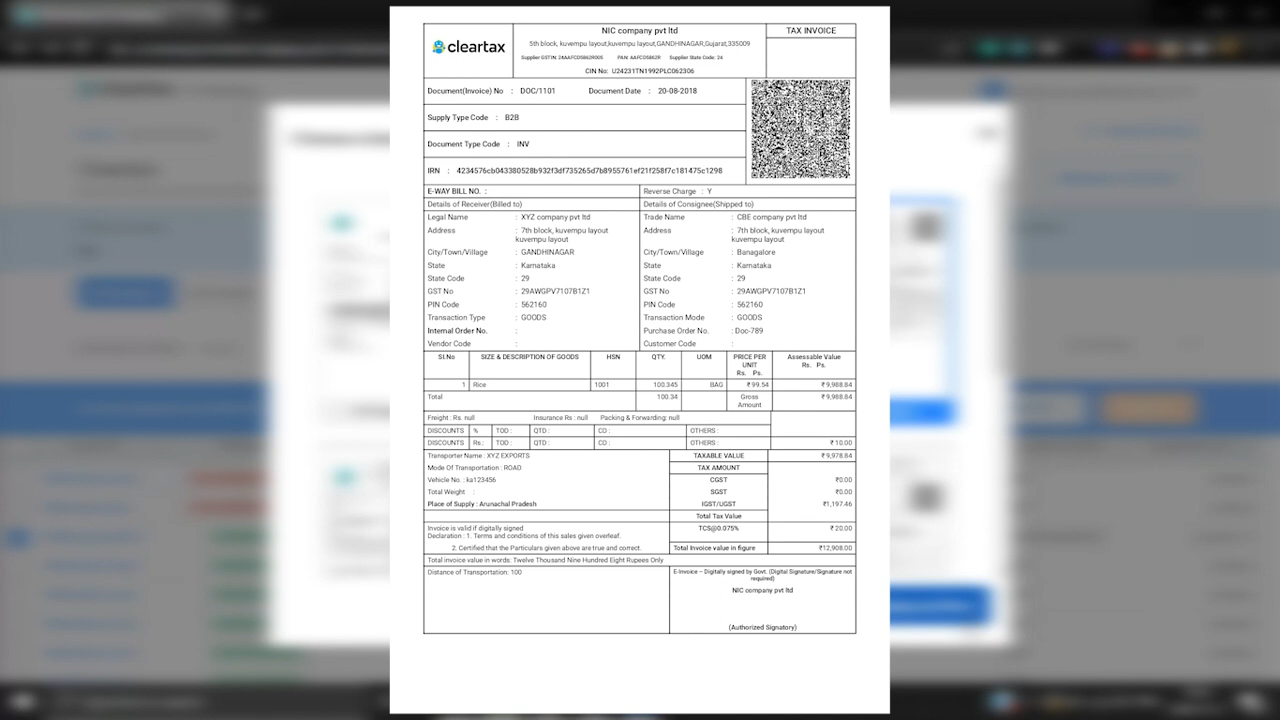 cleartax
NIC company pvt ltd
5th block, kuvempu layout,kuvempu layout,GANDHINAGAR,Gujarat,335009
Supplier GSTIN: 24AAFCD5862R005 PAN: AAFCD5862R Supplier State Code: 24
CIN No: U24231TN1992PLC062306
TAX INVOICE
Document(Invoice) No : DOC/1101 Document Date : 20-08-2018
Supply Type Code : B2B
Document Type Code : INV
IRN : 4234576cb043380528b932f3df735265d7b8955761ef21f258f7c181475c1298
E-WAY BILL NO. : Reverse Charge : Y
Details of Receiver(Billed to) Details of Consignee(Shipped to)
Legal Name : XYZ company pvt ltd Trade Name : CBE company pvt ltd
Address : 7th block, kuvempu layout Address : 7th block, kuvempu layout
kuvempu layout kuvempu layout
City/Town/Village : GANDHINAGAR City/Town/Village : Banagalore
State : Karnataka State : Karnataka
State Code : 29 State Code : 29
GST No : 29AWGPV7107B1Z1 GST No : 29AWGPV7107B1Z1
PIN Code : 562160 PIN Code : 562160
Transaction Type : GOODS Transaction Mode : GOODS
Internal Order No. : Purchase Order No. : Doc-789
Vendor Code : Customer Code :
SI.No SIZE & DESCRIPTION OF GOODS HSN QTY. UOM PRICE PER Assessable Value
UNIT Rs. Ps.
Rs. Ps.
1 Rice 1001 100.345 BAG ₹ 99.54 ₹ 9,988.84
Total 100.34 Gross ₹ 9,988.84
Amount
Freight : Rs. null Insurance Rs : null Packing & Forwarding: null
DISCOUNTS % TOD : QTD : CD : OTHERS :
DISCOUNTS Rs.: TOD : QTD : CD : OTHERS : ₹ 10.00
Transporter Name : XYZ EXPORTS TAXABLE VALUE ₹ 9,978.84
Mode Of Transportation : ROAD TAX AMOUNT
Vehicle No. : ka123456 CGST ₹0.00
Total Weight : SGST ₹0.00
Place of Supply : Arunachal Pradesh IGST/UGST ₹1,197.46
Total Tax Value
Invoice is valid if digitally signed TCS@0.075% ₹ 20.00
Declaration : 1. Terms and conditions of this sales given overleaf.
2. Certified that the Particulars given above are true and correct. Total Invoice value in figure ₹12,908.00
Total invoice value in words: Twelve Thousand Nine Hundred Eight Rupees Only
Distance of Transportation: 100 E-Invoice – Digitally signed by Govt. (Digital Signature/Signature not
required)
NIC company pvt ltd
(Authorized Signatory)